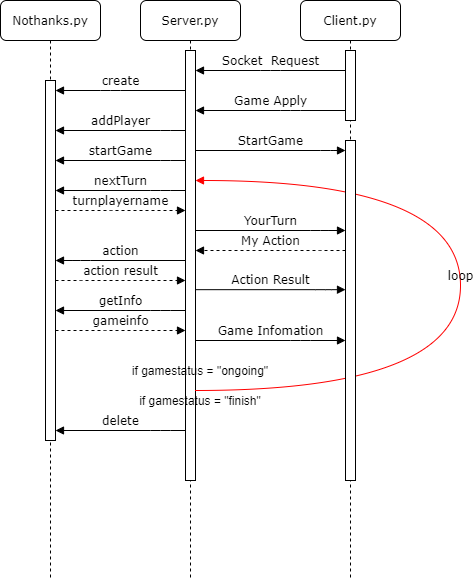 Nothanks.py
Server.py
Client.py
Socket  Request
create
Game Apply
addPlayer
StartGame
startGame
nextTurn
turnplayername
YourTurn
My Action
action
action result
Action Result
loop
getInfo
gameinfo
Game Infomation
if gamestatus = "ongoing"
if gamestatus = "finish"
delete